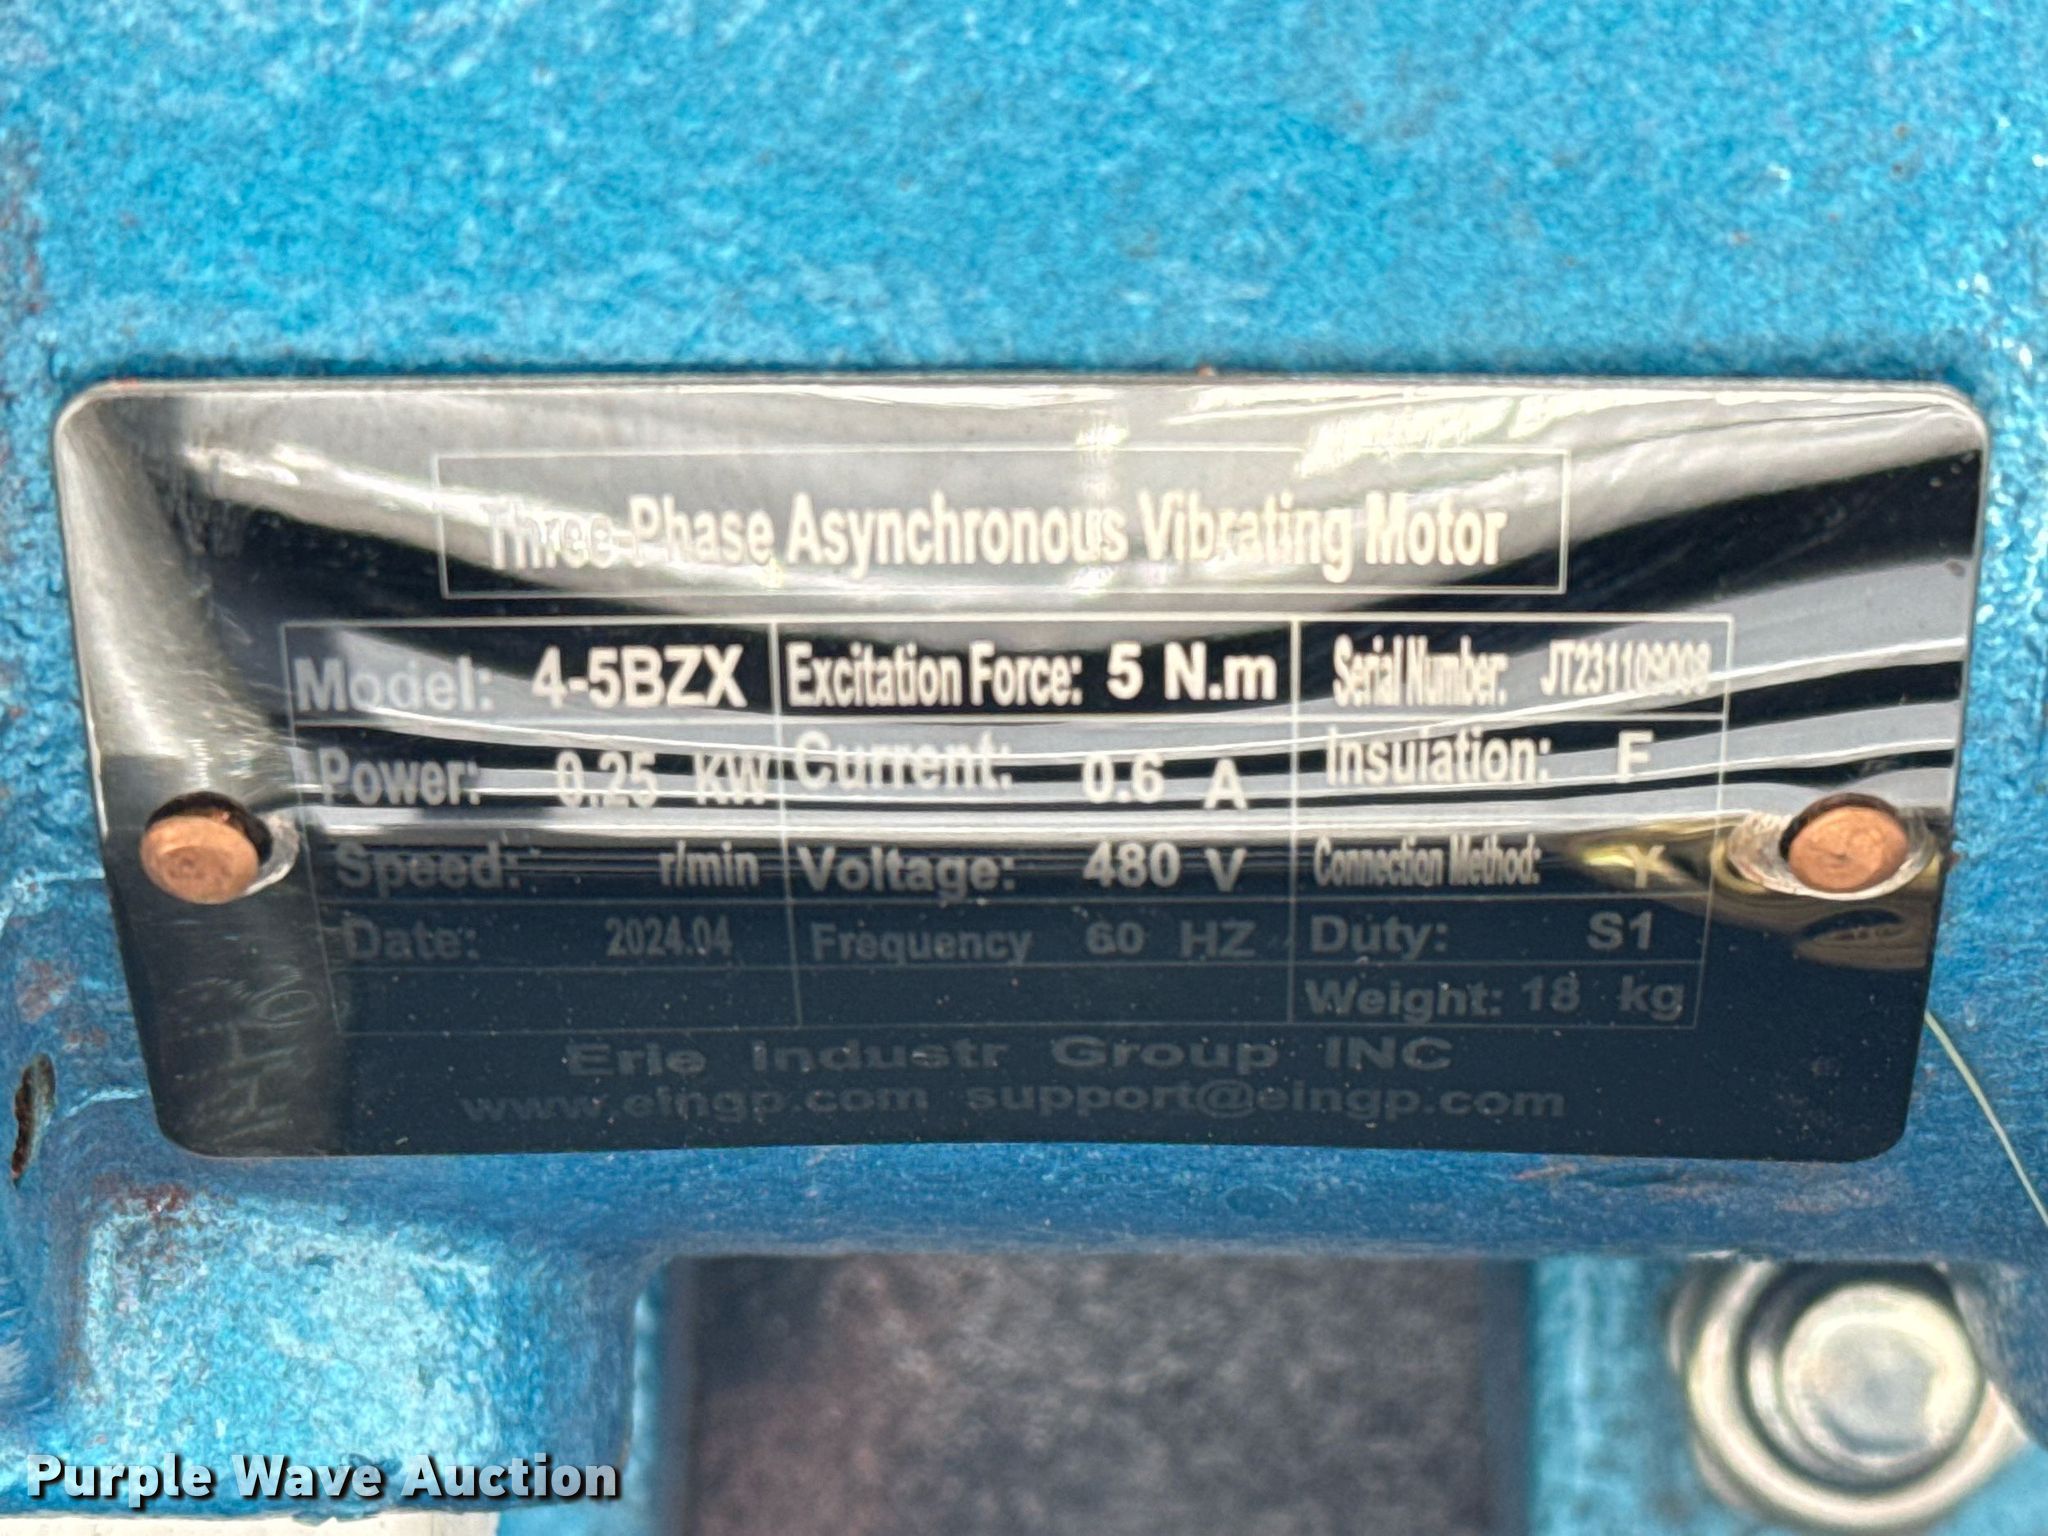 Three-Phase Asynchronous Vibrating Motor
Model: 4-5BZX Excitation Force: 5 N.m Serial Number: JT231109008
Power: 0.25 KW Current: 0.6 A Insulation: F
Speed: r/min Voltage: 480 V Connection Method: Y
Date: 2024.04 Frequency 60 HZ Duty: S1
Weight: 18 kg
Erie Industr Group INC
www.eingp.com support@eingp.com
Purple Wave Auction